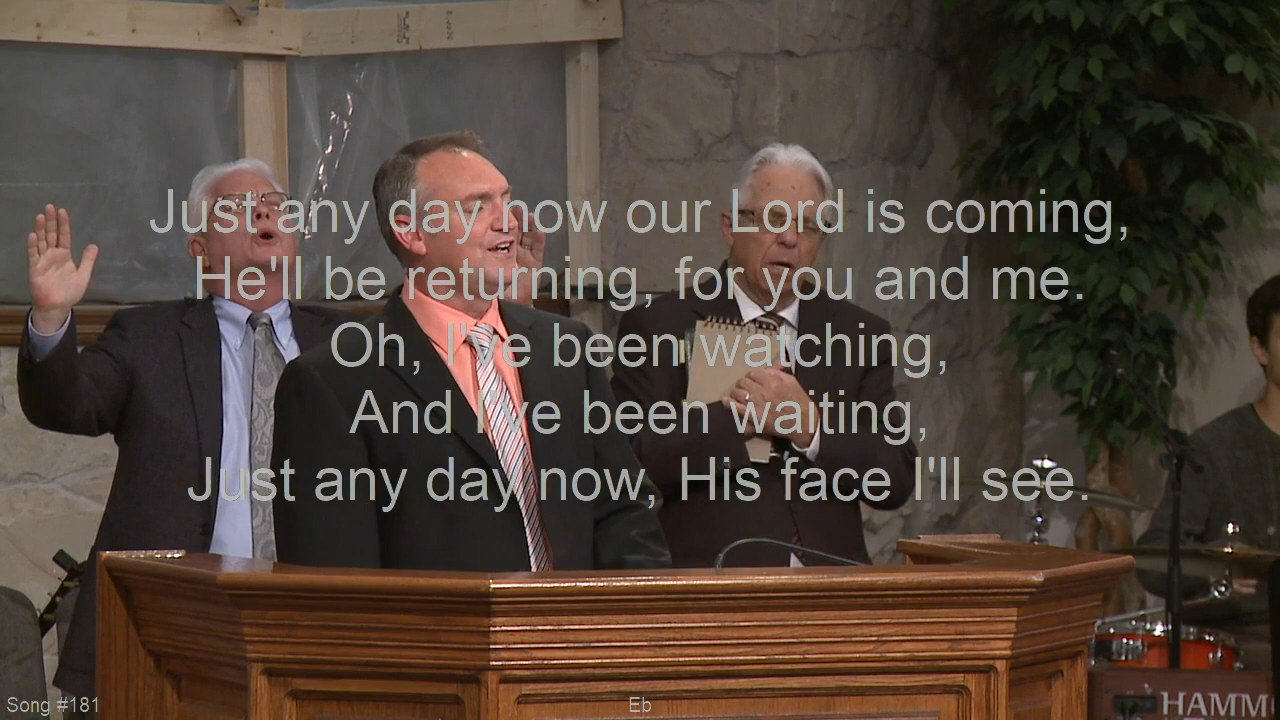 Just any day now our Lord is coming,
He'll be returning, for you and me.
Oh, I've been watching,
And I've been waiting,
Just any day now, His face I'll see.
Song #181
Eb
HAMM